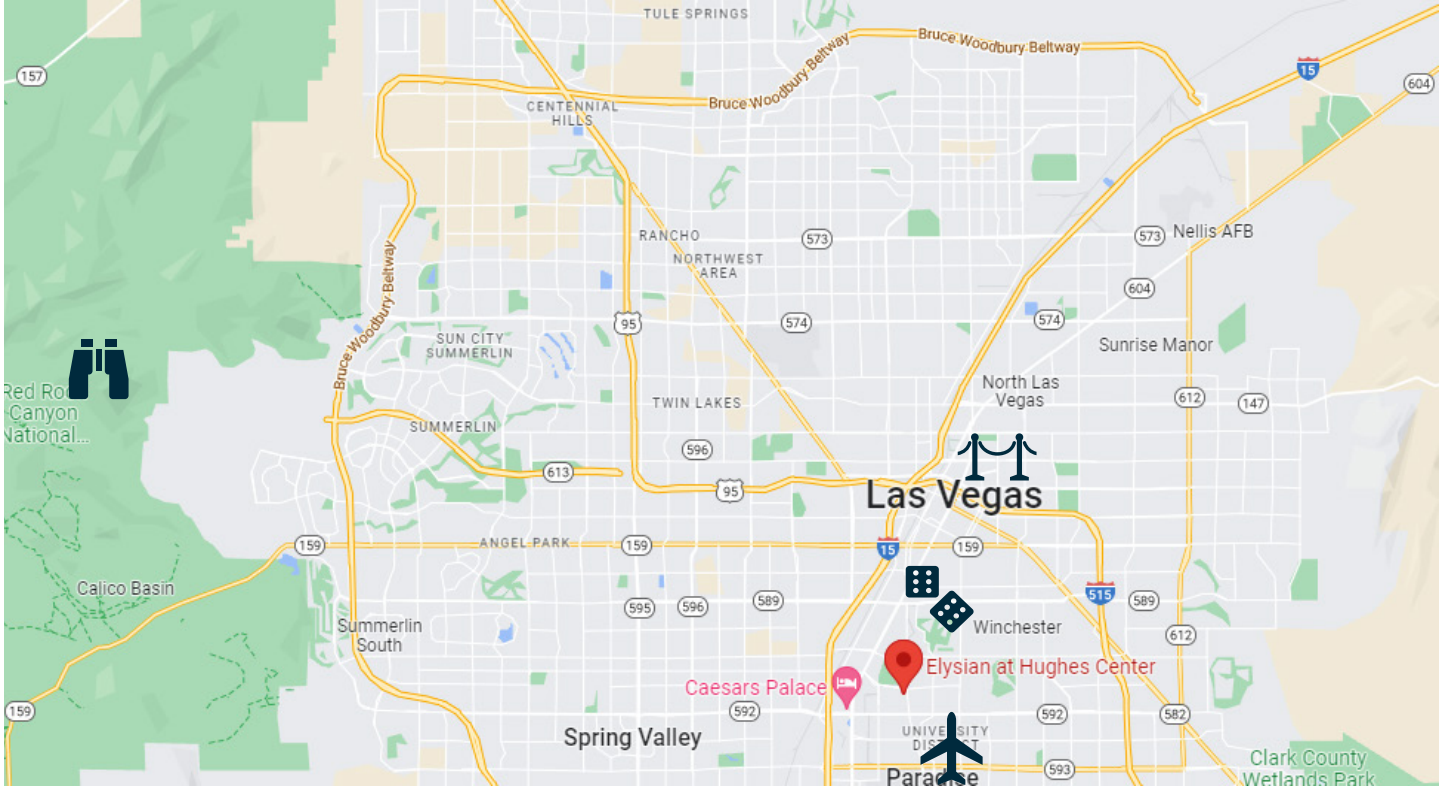 TULE SPRINGS
Bruce Woodbury Beltway
Bruce Woodbury Beltway
15
157
604
Bruce Woodbury Beltway
CENTENNIAL
HILLS
573
573
Nellis AFB
RANCHO
NORTHWEST
AREA
604
Bruce Woodbury Beltway
95
574
574
SUN CITY
SUMMERLIN
Sunrise Manor
North Las
Vegas
Canyon
National...
612
147
TWIN LAKES
SUMMERLIN
596
613
95
Las Vegas
159
ANGEL PARK
159
15
159
Calico Basin
515
589
595
596
589
Summerlin
South
Winchester
612
Elysian at Hughes Center
Caesars Palace
159
592
592
582
Spring Valley
UNIVERSITY
DISTRICT
593
Paradise
Clark County
Wetlands Park